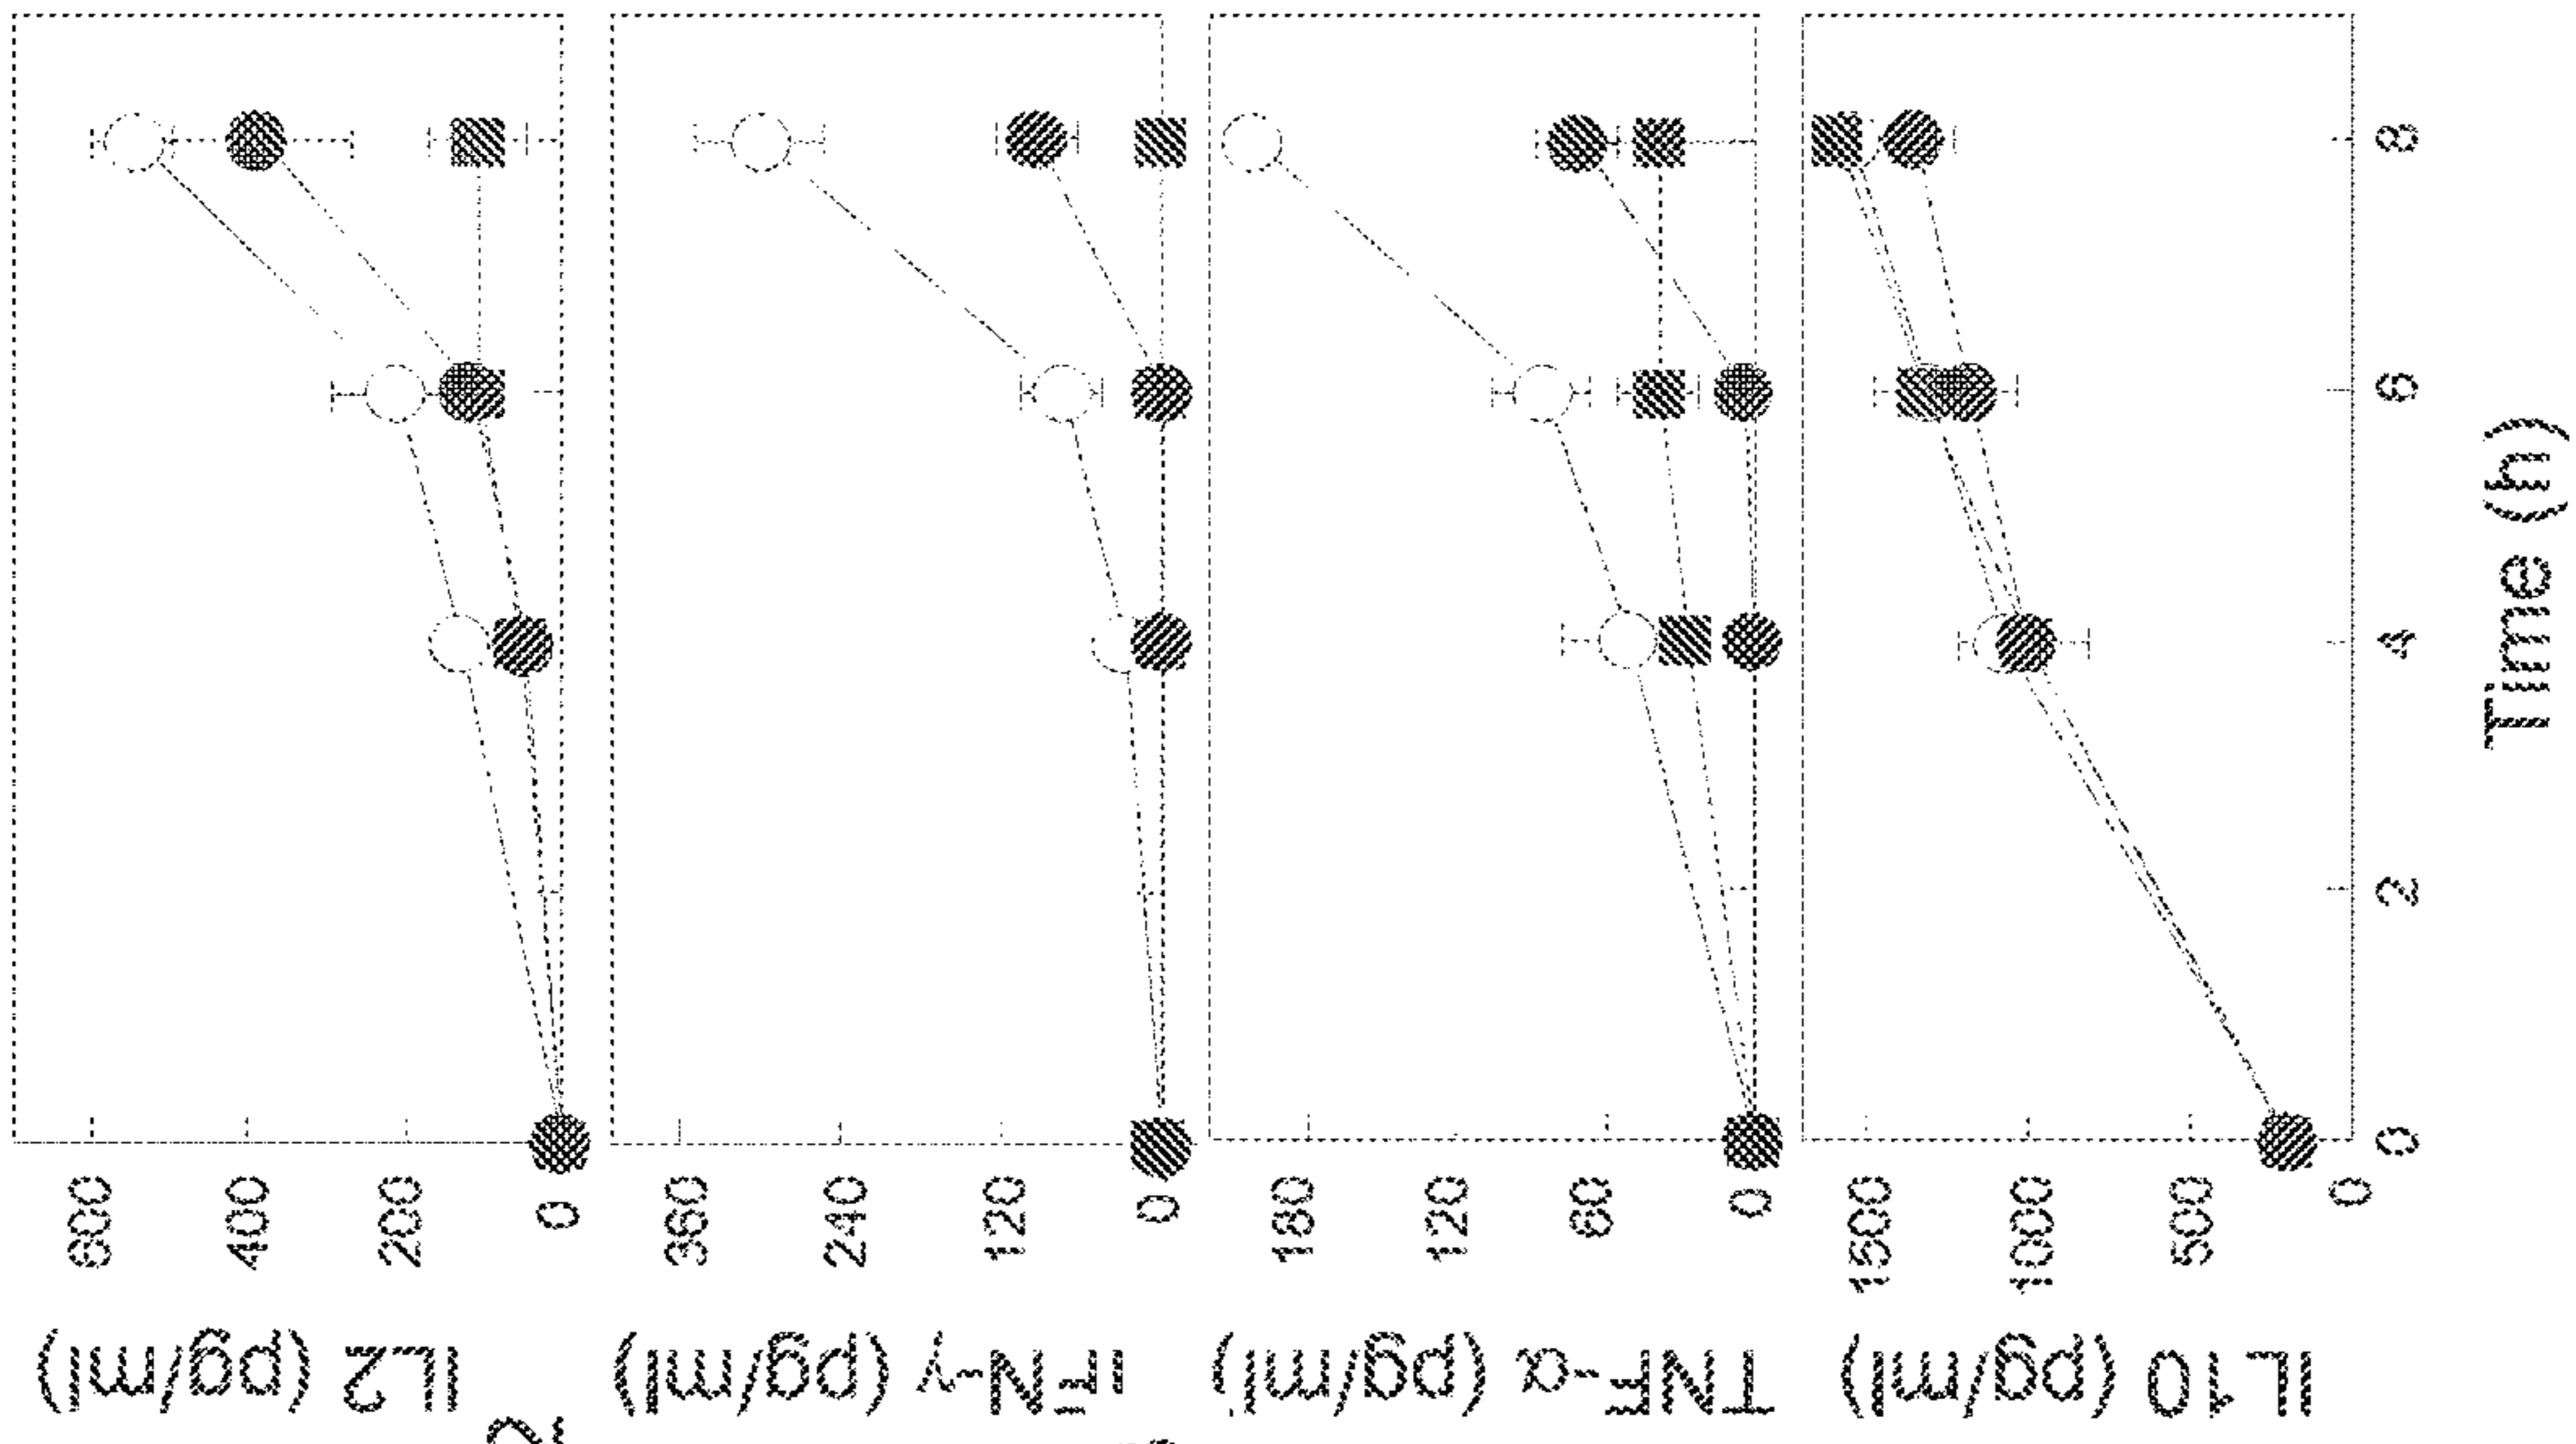 600
400
200
0
IL2 (pg/ml)
360
240
120
0
IFN-γ (pg/ml)
180
120
60
0
TNF-α (pg/ml)
1500
1000
500
0
IL10 (pg/ml)
0 2 4 6 8
Time (h)